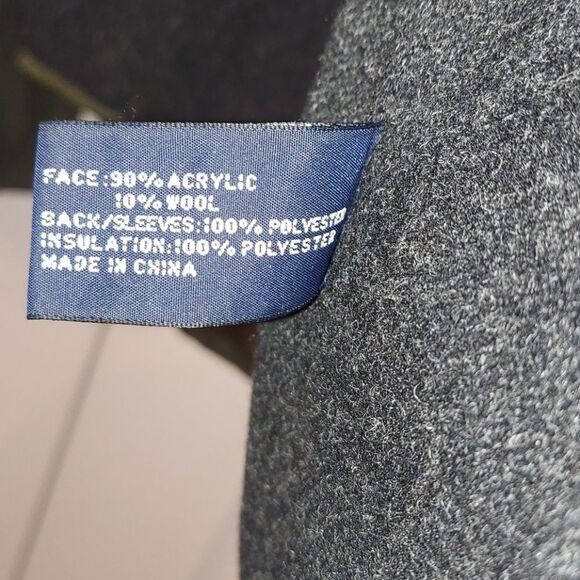 FACE:90% ACRYLIC
10% WOOL
BACK/SLEEVES:100% POLYESTER
INSULATION:100% POLYESTER
MADE IN CHINA